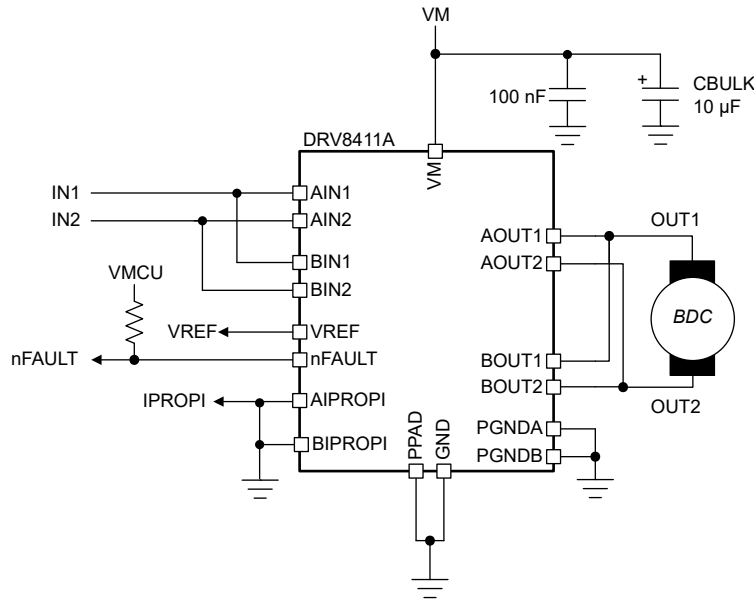 VM
100 nF
+
CBULK
10 µF
DRV8411A
VM
IN1
AIN1
IN2
AIN2
BIN1
BIN2
VMCU
VREF
VREF
nFAULT
nFAULT
IPROPI
AIPROPI
BIPROPI
AOUT1
OUT1
AOUT2
BDC
BOUT1
BOUT2
OUT2
PGNDA
PGNDB
PPAD
GND